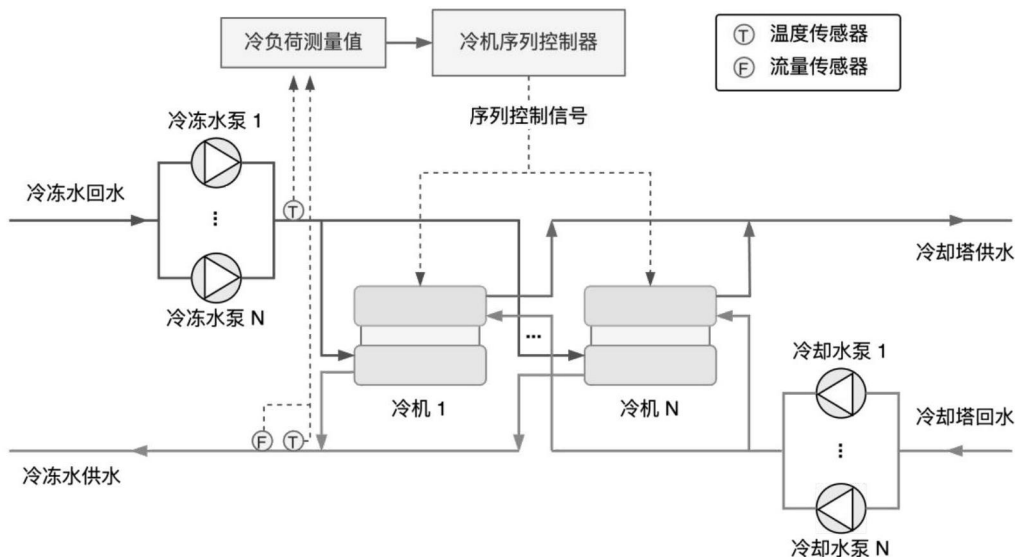 冷负荷测量值
冷机序列控制器
T 温度传感器
F 流量传感器
序列控制信号
冷冻水泵 1
冷冻水回水
T
...
冷冻水泵 N
冷却塔供水
...
冷机 1
冷机 N
冷却水泵 1
冷却塔回水
F T
...
冷冻水供水
冷却水泵 N